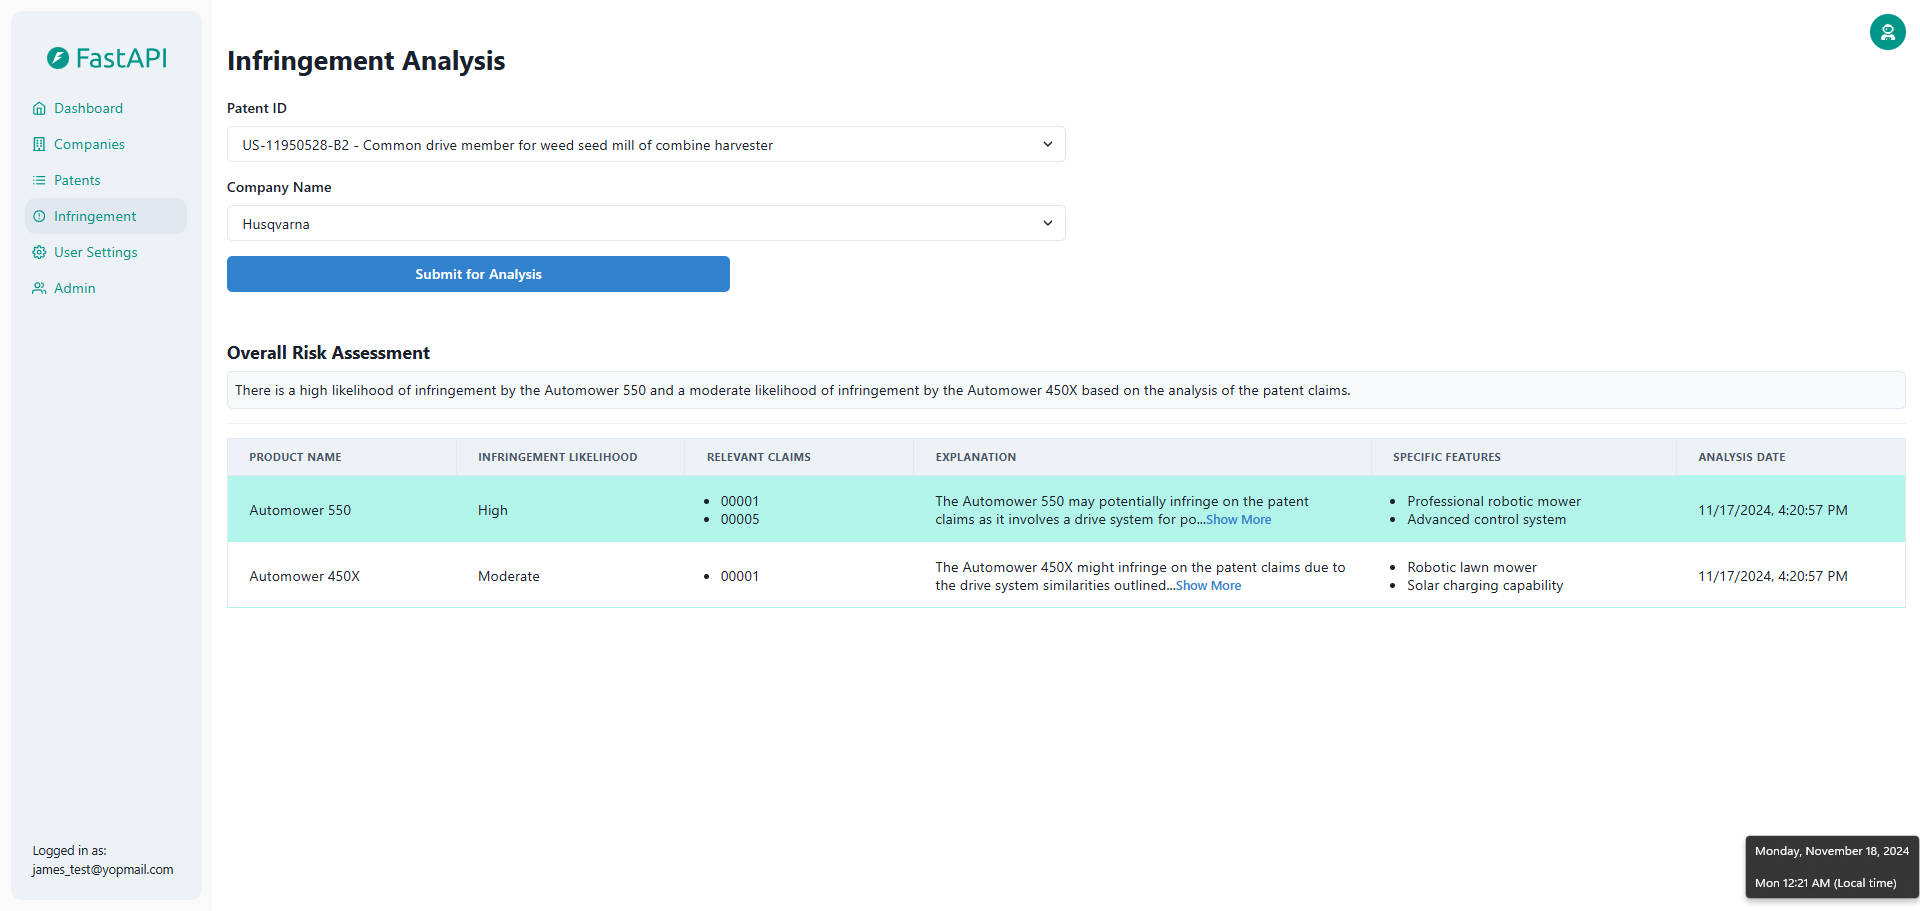 FastAPI
Dashboard
Companies
Patents
Infringement
User Settings
Admin
Logged in as:
james_test@yopmail.com
Infringement Analysis
Patent ID
US-11950528-B2 - Common drive member for weed seed mill of combine harvester
Company Name
Husqvarna
Submit for Analysis
Overall Risk Assessment
There is a high likelihood of infringement by the Automower 550 and a moderate likelihood of infringement by the Automower 450X based on the analysis of the patent claims.
PRODUCT NAME INFRINGEMENT LIKELIHOOD RELEVANT CLAIMS EXPLANATION SPECIFIC FEATURES ANALYSIS DATE
Automower 550
High
• 00001
• 00005
The Automower 550 may potentially infringe on the patent
claims as it involves a drive system for po...Show More
• Professional robotic mower
• Advanced control system
11/17/2024, 4:20:57 PM
Automower 450X
Moderate
• 00001
The Automower 450X might infringe on the patent claims due to
the drive system similarities outlined...Show More
• Robotic lawn mower
• Solar charging capability
11/17/2024, 4:20:57 PM
Monday, November 18, 2024
Mon 12:21 AM (Local time)